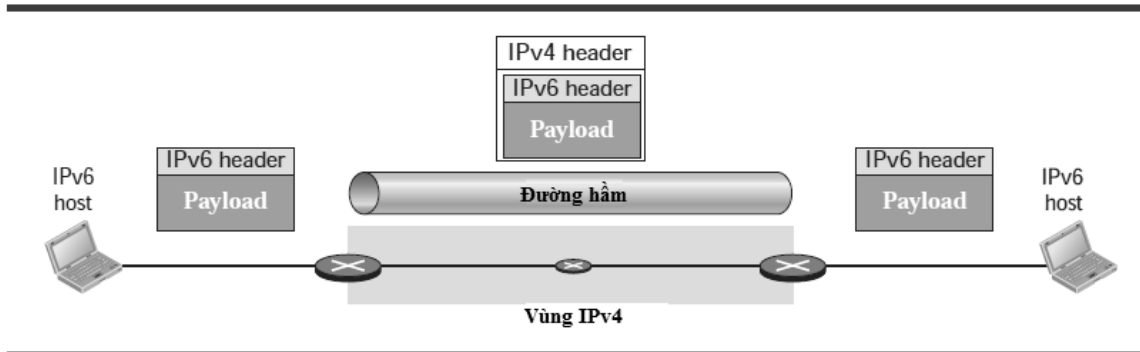 IPv4 header
IPv6 header
Payload
IPv6 header
Payload
IPv6 header
Payload
IPv6
host
Đường hầm
IPv6
host
Vùng IPv4